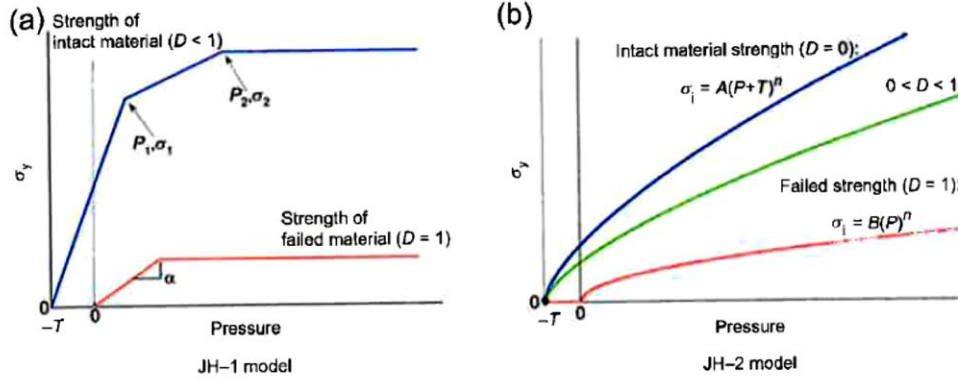 (a)
Strength of
intact material (D < 1)
P₂,σ₂
P₁,σ₁
σy
Strength of
failed material (D = 1)
α
0
–T
0
Pressure
JH–1 model
(b)
Intact material strength (D = 0):
σi = A(P+T)ⁿ
0 < D < 1
σy
Failed strength (D = 1):
σi = B(P)ⁿ
0
–T
0
Pressure
JH–2 model